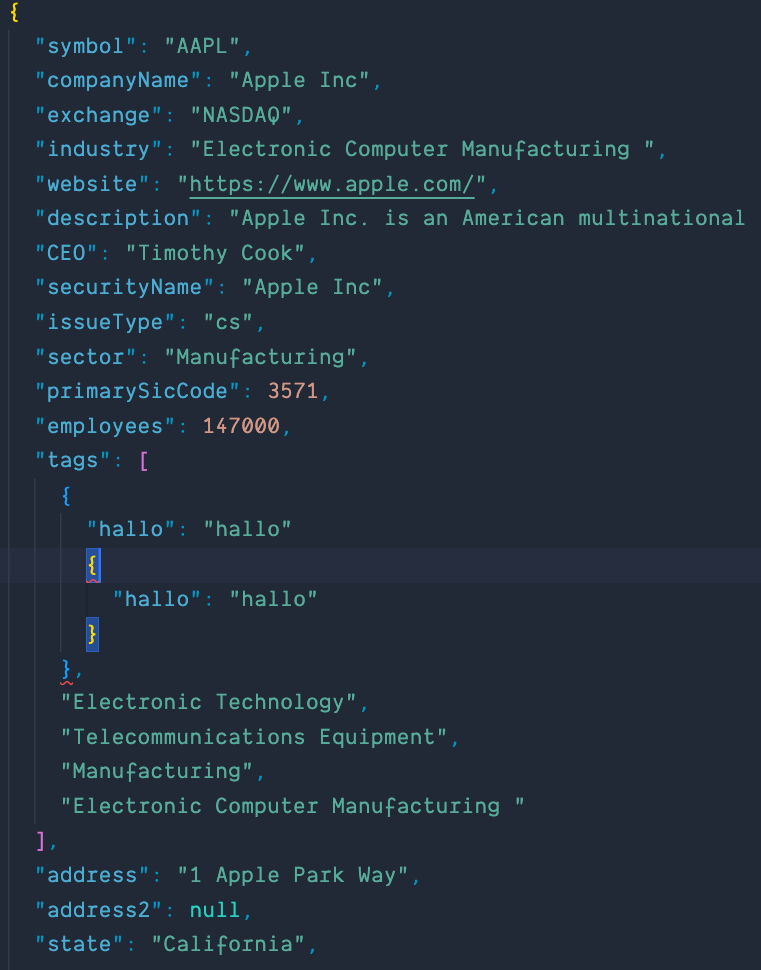 {
  "symbol": "AAPL",
  "companyName": "Apple Inc",
  "exchange": "NASDAQ",
  "industry": "Electronic Computer Manufacturing ",
  "website": "https://www.apple.com/",
  "description": "Apple Inc. is an American multinational
  "CEO": "Timothy Cook",
  "securityName": "Apple Inc",
  "issueType": "cs",
  "sector": "Manufacturing",
  "primarySicCode": 3571,
  "employees": 147000,
  "tags": [
    {
      "hallo": "hallo"
      {
        "hallo": "hallo"
      }
    },
    "Electronic Technology",
    "Telecommunications Equipment",
    "Manufacturing",
    "Electronic Computer Manufacturing "
  ],
  "address": "1 Apple Park Way",
  "address2": null,
  "state": "California",